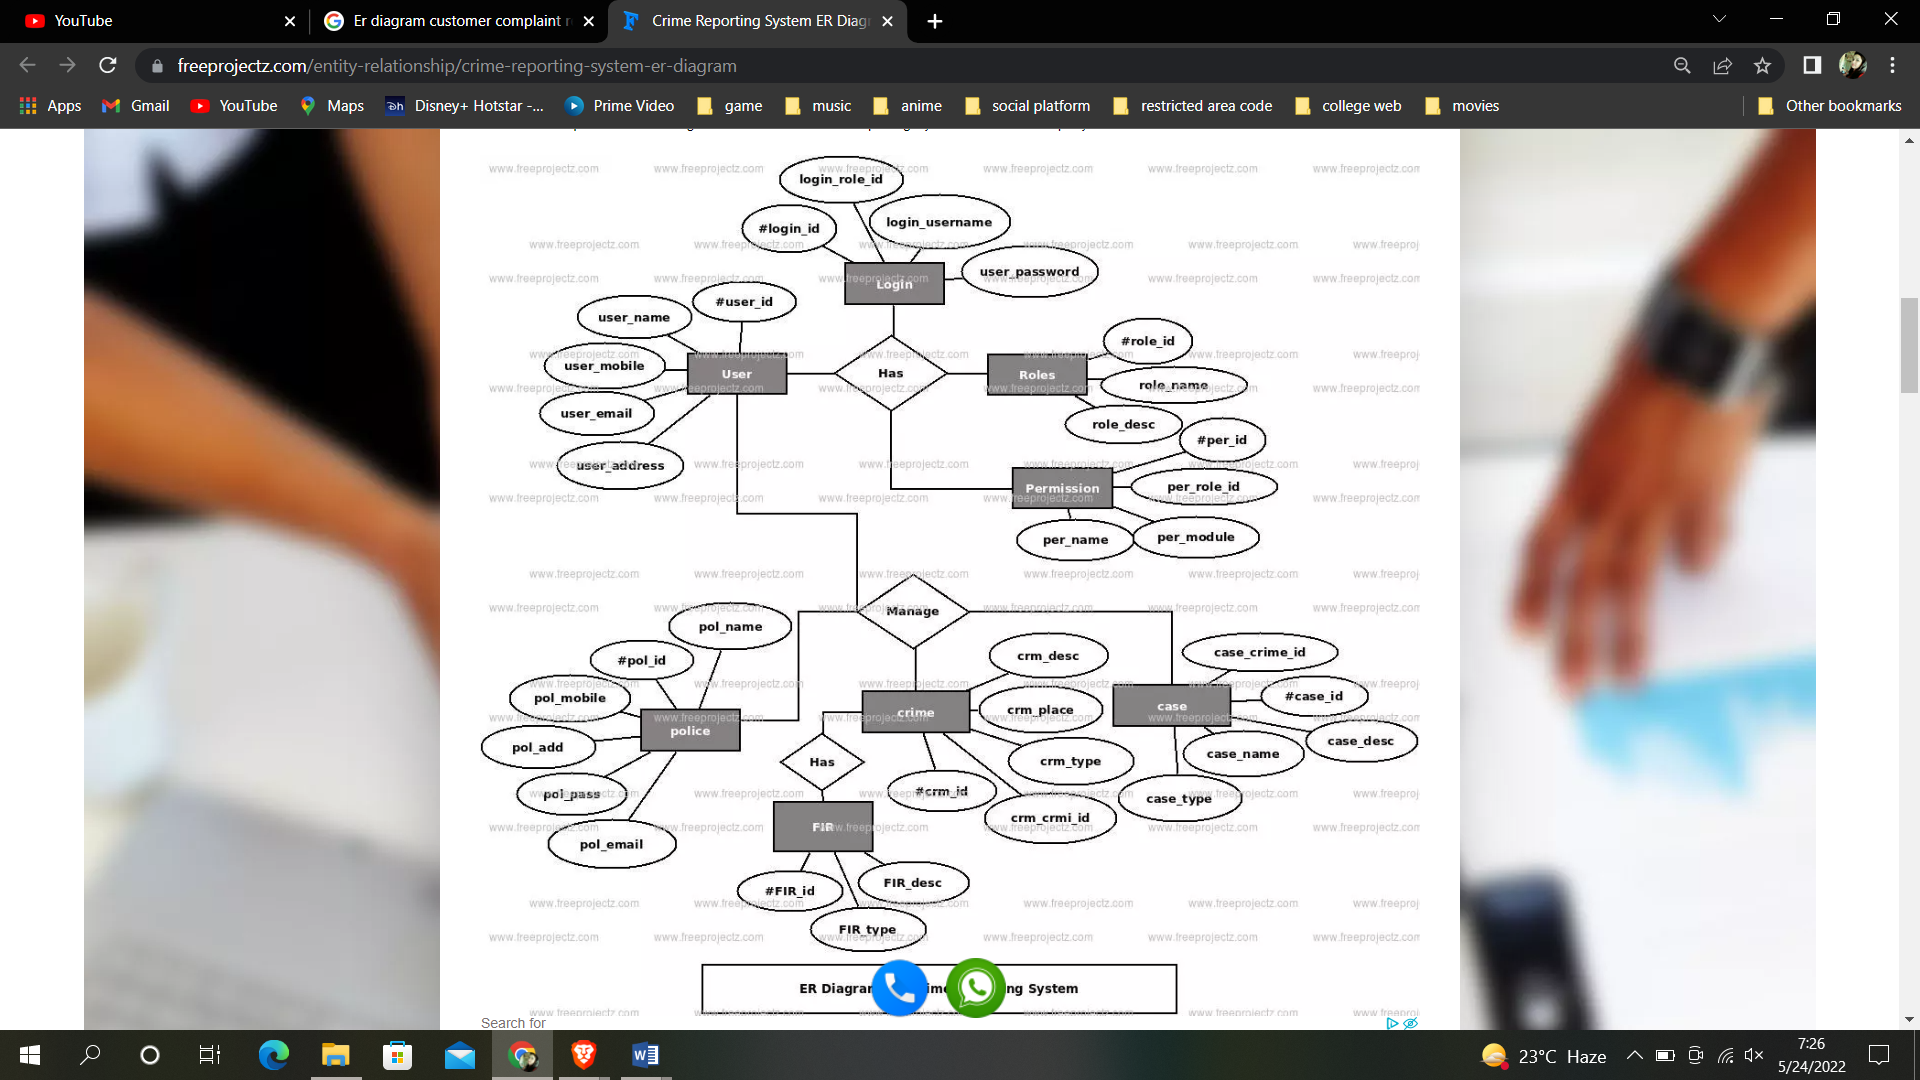 YouTube
Er diagram customer complaint r
Crime Reporting System ER Diagr
freeprojectz.com/entity-relationship/crime-reporting-system-er-diagram
Apps
Gmail
YouTube
Maps
Disney+ Hotstar -...
Prime Video
game
music
anime
social platform
restricted area code
college web
movies
Other bookmarks
www.freeprojectz.com
login_role_id
#login_id
login_username
user_password
Login
#user_id
user_name
user_mobile
user_email
user_address
User
Has
Roles
#role_id
role_name
role_desc
#per_id
Permission
per_role_id
per_name
per_module
Manage
pol_name
#pol_id
pol_mobile
pol_add
pol_pass
pol_email
police
crime
crm_desc
crm_place
crm_type
#crm_id
crm_crmi_id
case
case_crime_id
#case_id
case_desc
case_name
case_type
Has
FIR
#FIR_id
FIR_desc
FIR_type
ER Diagram
ng System
Search for
23°C Haze
7:26
5/24/2022